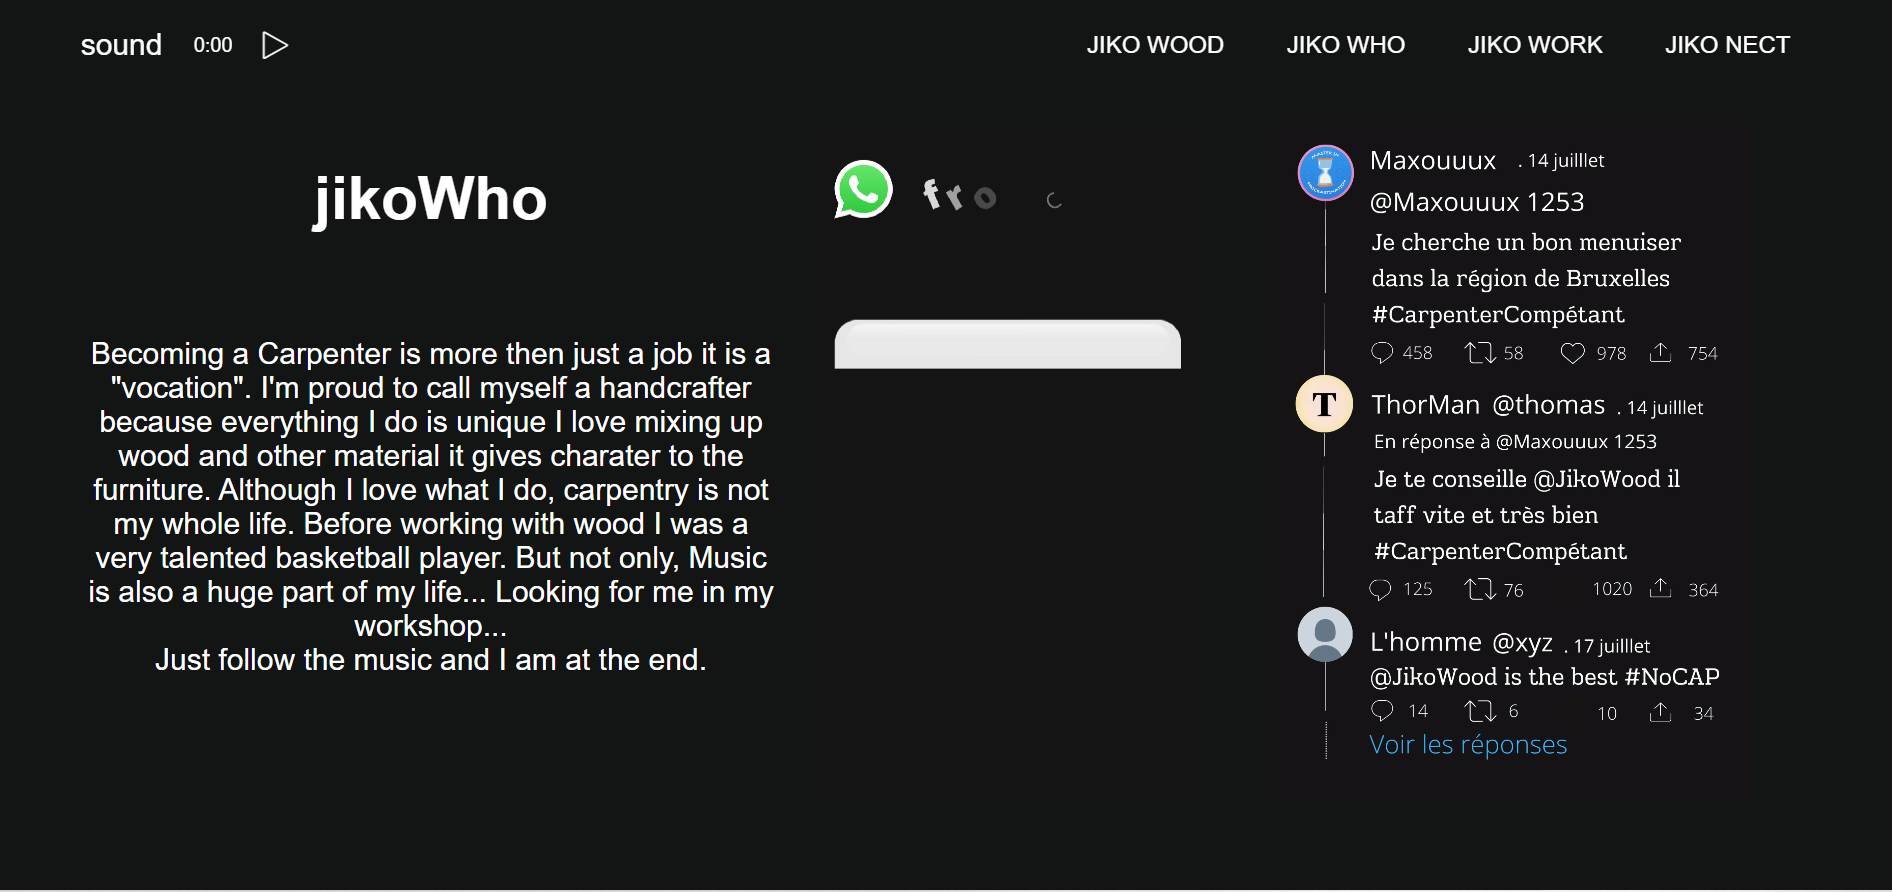 sound 0:00 JIKO WOOD JIKO WHO JIKO WORK JIKO NECT
jikoWho
Becoming a Carpenter is more then just a job it is a
"vocation". I'm proud to call myself a handcrafter
because everything I do is unique I love mixing up
wood and other material it gives charater to the
furniture. Although I love what I do, carpentry is not
my whole life. Before working with wood I was a
very talented basketball player. But not only, Music
is also a huge part of my life... Looking for me in my
workshop...
Just follow the music and I am at the end.
fro c
Maxouuux . 14 juilllet
@Maxouuux 1253
Je cherche un bon menuiser
dans la région de Bruxelles
#CarpenterCompétant
458 58 978 754
T
ThorMan @thomas . 14 juilllet
En réponse à @Maxouuux 1253
Je te conseille @JikoWood il
taff vite et très bien
#CarpenterCompétant
125 76 1020 364
L'homme @xyz . 17 juilllet
@JikoWood is the best #NoCAP
14 6 10 34
Voir les réponses